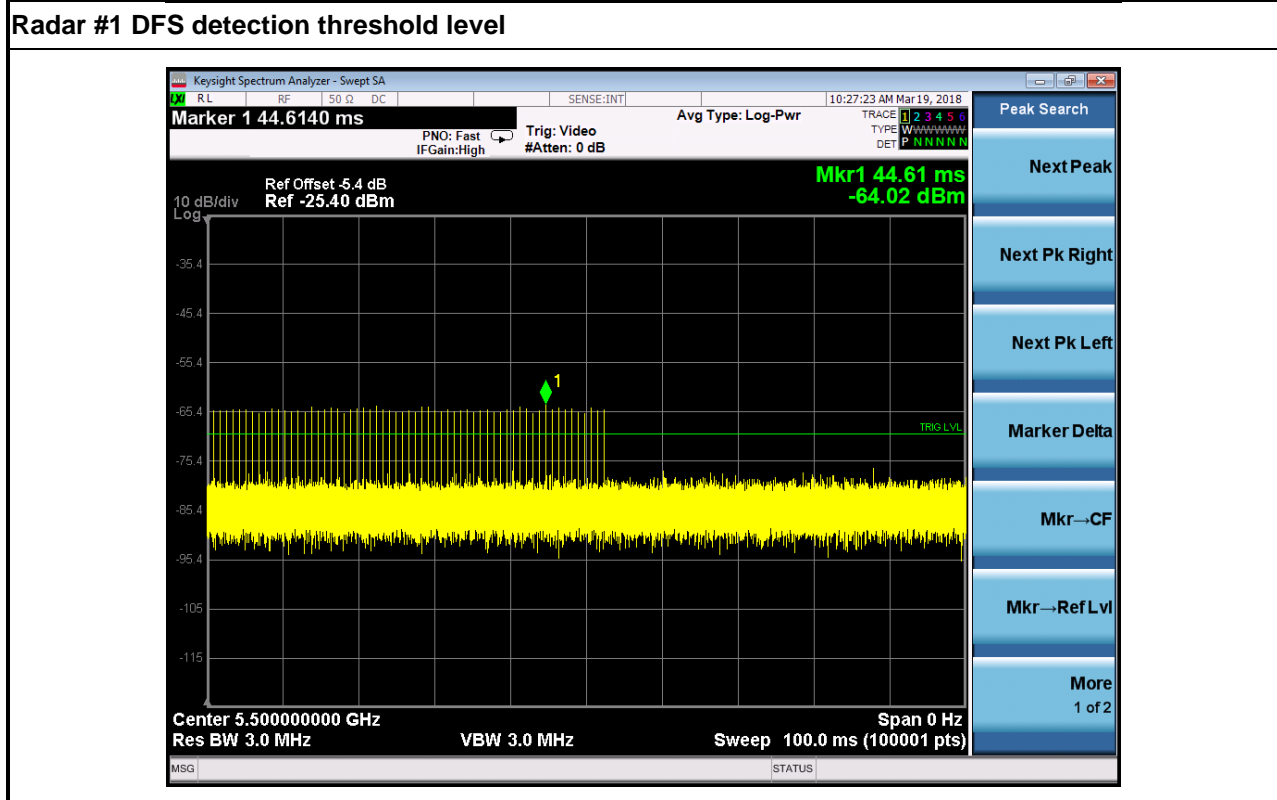 Radar #1 DFS detection threshold level
Keysight Spectrum Analyzer - Swept SA
LXI RL RF 50 Ω DC SENSE:INT 10:27:23 AM Mar 19, 2018
Marker 1 44.6140 ms
PNO: Fast
IFGain:High
Trig: Video
#Atten: 0 dB
Avg Type: Log-Pwr
TRACE 1 2 3 4 5 6
TYPE WWWWWW
DET P N N N N N
Ref Offset -5.4 dB
10 dB/div Ref -25.40 dBm
Log
Mkr1 44.61 ms
-64.02 dBm
-35.4
-45.4
-55.4
1
-65.4
TRIG LVL
-75.4
-85.4
-95.4
-105
-115
Center 5.500000000 GHz
Span 0 Hz
Res BW 3.0 MHz
VBW 3.0 MHz
Sweep 100.0 ms (100001 pts)
MSG
STATUS
Peak Search
Next Peak
Next Pk Right
Next Pk Left
Marker Delta
Mkr→CF
Mkr→Ref Lvl
More
1 of 2